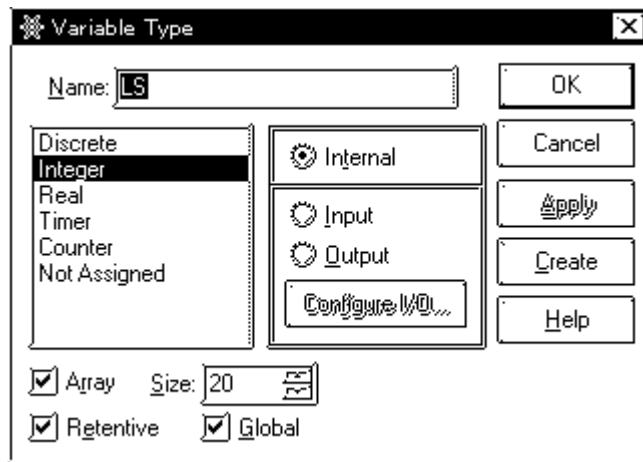 Variable Type
Name: LS
OK
Discrete
Integer
Real
Timer
Counter
Not Assigned
Internal
Input
Output
Configure I/O...
Cancel
Apply
Create
Help
Array Size: 20
Retentive Global